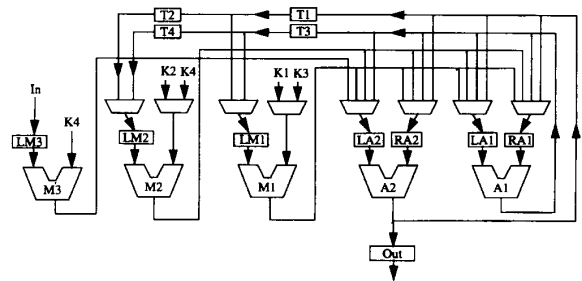 T2 T1
T4 T3
K2 K4 K1 K3
In
K4
LM3 LM2 LM1 LA2 RA2 LA1 RA1
M3 M2 M1 A2 A1
Out